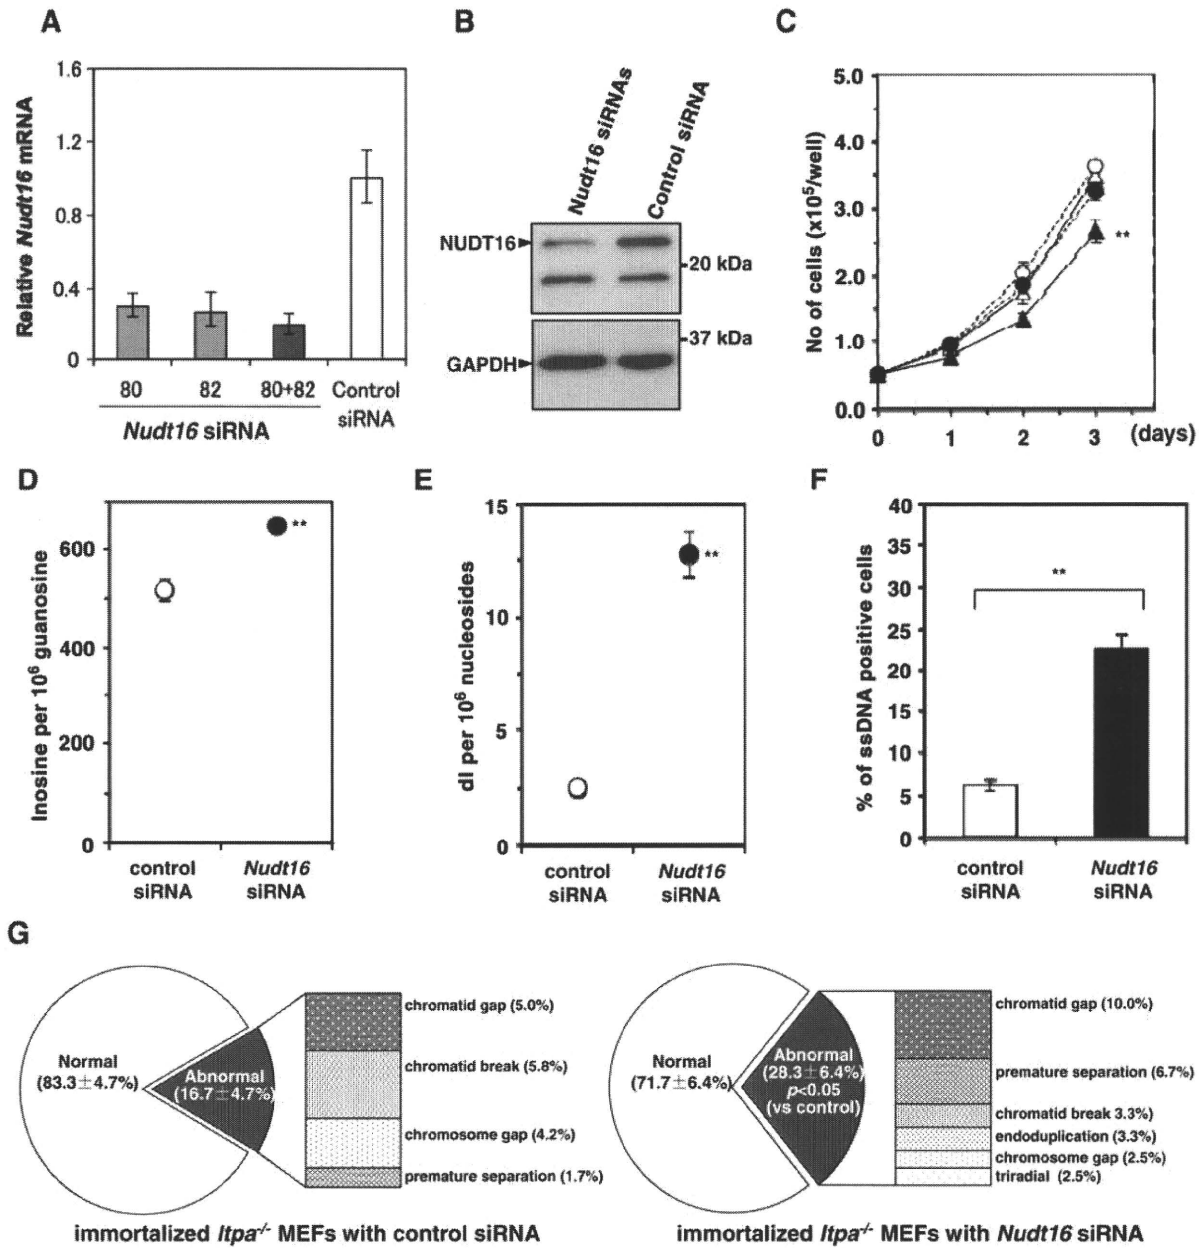 A
Relative Nudt16 mRNA
1.6
1.2
0.8
0.4
0
80
82
80+82
Control
siRNA
Nudt16 siRNA
B
Nudt16 siRNAs
Control siRNA
NUDT16
20 kDa
37 kDa
GAPDH
C
No of cells (x10⁵/well)
5.0
4.0
3.0
2.0
1.0
0.0
**
0
1
2
3
(days)
D
Inosine per 10⁶ guanosine
600
400
200
0
**
control
siRNA
Nudt16
siRNA
E
dI per 10⁶ nucleosides
15
10
5
0
**
control
siRNA
Nudt16
siRNA
F
% of ssDNA positive cells
40
35
30
25
20
15
10
5
0
**
control
siRNA
Nudt16
siRNA
G
Normal
(83.3±4.7%)
Abnormal
(16.7±4.7%)
chromatid gap (5.0%)
chromatid break (5.8%)
chromosome gap (4.2%)
premature separation (1.7%)
immortalized Itpa⁻/⁻ MEFs with control siRNA
Normal
(71.7±6.4%)
Abnormal
(28.3±6.4%)
p<0.05
(vs control)
chromatid gap (10.0%)
premature separation (6.7%)
chromatid break 3.3%)
endoduplication (3.3%)
chromosome gap (2.5%)
triradial (2.5%)
immortalized Itpa⁻/⁻ MEFs with Nudt16 siRNA